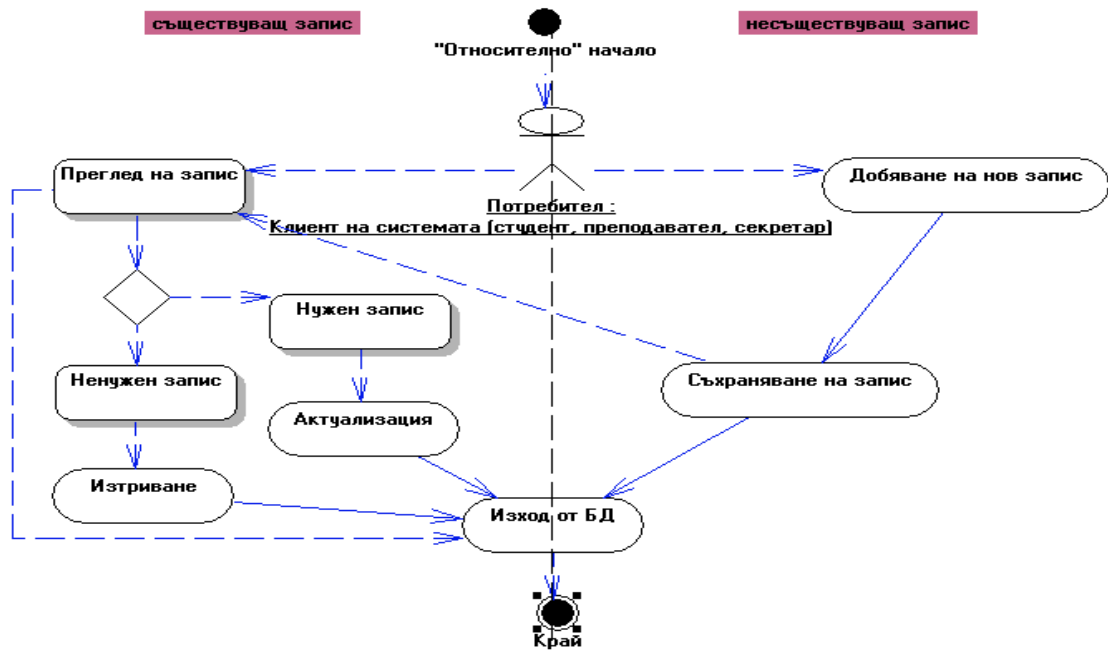 съществуващ запис
несъществуващ запис
"Относително" начало
Преглед на запис
Добяване на нов запис
Потребител :
Клиент на системата (студент, преподавател, секретар)
Нужен запис
Ненужен запис
Съхраняване на запис
Актуализация
Изтриване
Изход от БД
Край